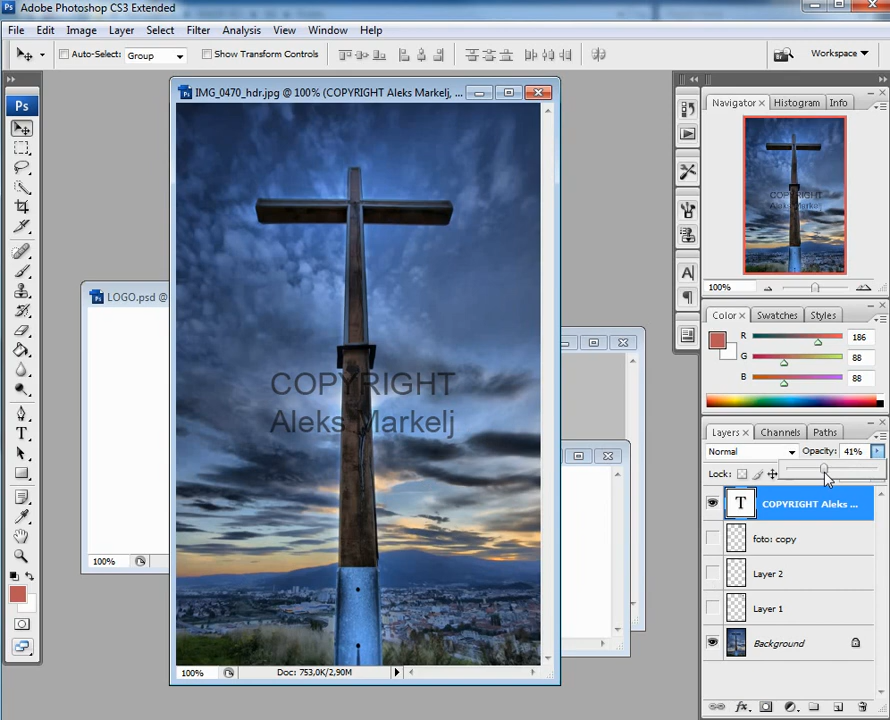 Adobe Photoshop CS3 Extended
File Edit Image Layer Select Filter Analysis View Window Help
Auto-Select: Group Show Transform Controls Workspace
Ps
IMG_0470_hdr.jpg @ 100% (COPYRIGHT Aleks Markelj, ...
Navigator × Histogram Info
COPYRIGHT
Aleks Markelj
100%
LOGO.psd @
Color × Swatches Styles
R 186
G 88
B 88
COPYRIGHT
Aleks Markelj
Layers × Channels Paths
Normal Opacity: 41%
Lock:
T COPYRIGHT Aleks ...
foto: copy
Layer 2
Layer 1
Background
100%
100% Doc: 753,0K/2,90M